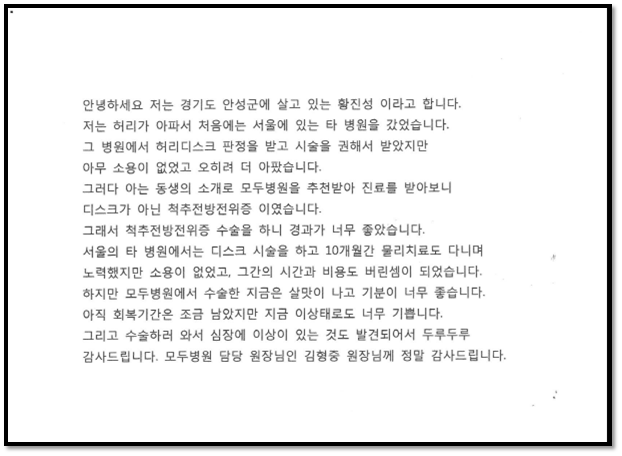 안녕하세요 저는 경기도 안성군에 살고 있는 황진성 이라고 합니다.
저는 허리가 아파서 처음에는 서울에 있는 타 병원을 갔었습니다.
그 병원에서 허리디스크 판정을 받고 시술을 권해서 받았지만
아무 소용이 없었고 오히려 더 아팠습니다.
그러다 아는 동생의 소개로 모두병원을 추천받아 진료를 받아보니
디스크가 아닌 척추전방전위증 이였습니다.
그래서 척추전방전위증 수술을 하니 경과가 너무 좋았습니다.
서울의 타 병원에서는 디스크 시술을 하고 10개월간 물리치료도 다니며
노력했지만 소용이 없었고, 그간의 시간과 비용도 버린셈이 되었습니다.
하지만 모두병원에서 수술한 지금은 살맛이 나고 기분이 너무 좋습니다.
아직 회복기간은 조금 남았지만 지금 이상태로도 너무 기쁩니다.
그리고 수술하러 와서 심장에 이상이 있는 것도 발견되어서 두루두루
감사드립니다. 모두병원 담당 원장님인 김형중 원장님께 정말 감사드립니다.